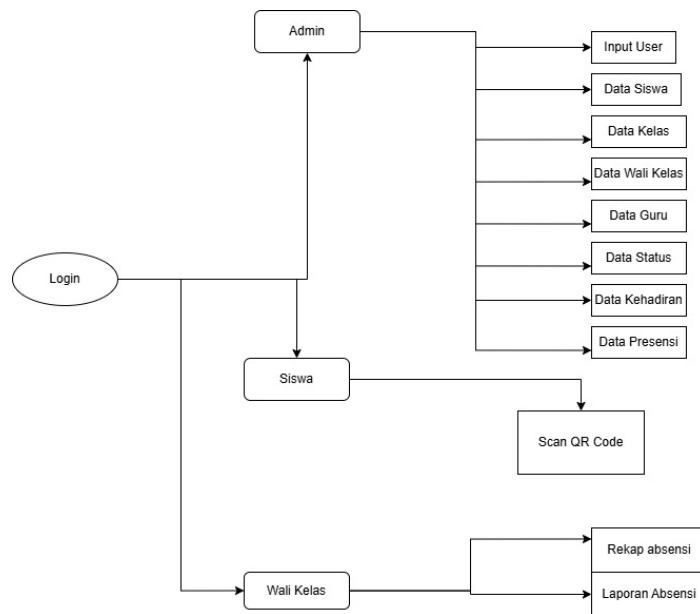 Admin
Input User
Data Siswa
Data Kelas
Data Wali Kelas
Data Guru
Login
Data Status
Data Kehadiran
Data Presensi
Siswa
Scan QR Code
Rekap absensi
Wali Kelas
Laporan Absensi